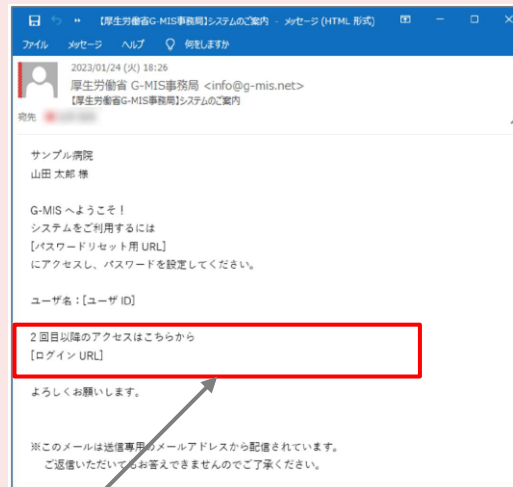 【厚生労働省G-MIS事務局】システムのご案内 - メッセージ (HTML 形式)
ファイル メッセージ ヘルプ 何をしますか
2023/01/24 (火) 18:26
厚生労働省 G-MIS事務局 <info@g-mis.net>
【厚生労働省G-MIS事務局】システムのご案内
宛先
サンプル病院
山田 太郎 様
G-MIS へようこそ！
システムをご利用するには
[パスワードリセット用 URL]
にアクセスし、パスワードを設定してください。
ユーザ名：[ユーザ ID]
2 回目以降のアクセスはこちらから
[ログイン URL]
よろしくお願いします。
※このメールは送信専用のメールアドレスから配信されています。
ご返信いただいてもお答えできませんのでご了承ください。